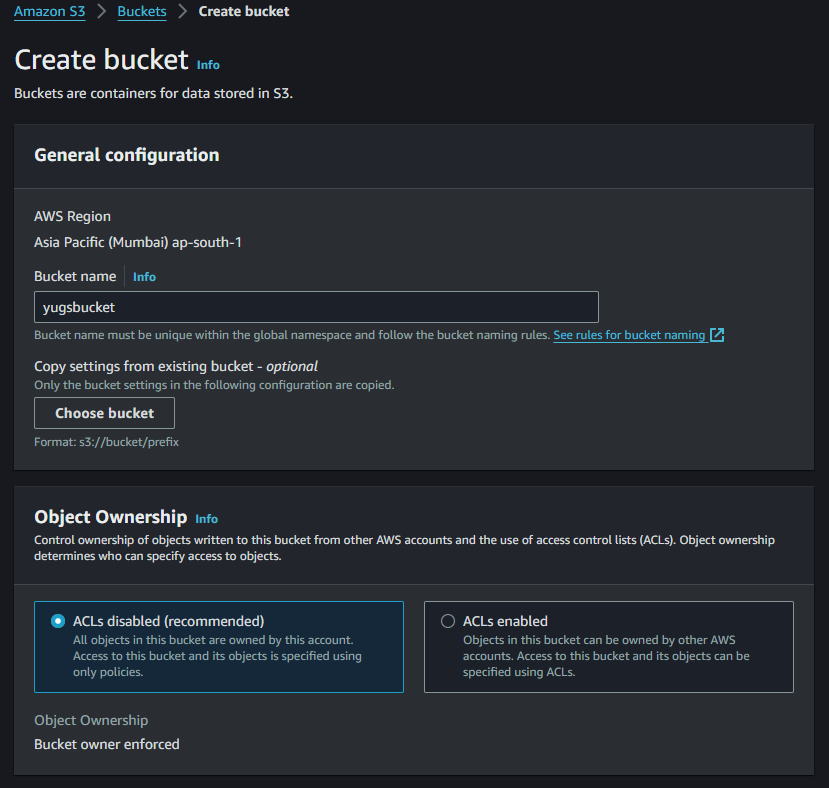 Amazon S3 > Buckets > Create bucket
Create bucket Info
Buckets are containers for data stored in S3.
General configuration
AWS Region
Asia Pacific (Mumbai) ap-south-1
Bucket name Info
yugsbucket
Bucket name must be unique within the global namespace and follow the bucket naming rules. See rules for bucket naming
Copy settings from existing bucket - optional
Only the bucket settings in the following configuration are copied.
Choose bucket
Format: s3://bucket/prefix
Object Ownership Info
Control ownership of objects written to this bucket from other AWS accounts and the use of access control lists (ACLs). Object ownership
determines who can specify access to objects.
ACLs disabled (recommended)
All objects in this bucket are owned by this account.
Access to this bucket and its objects is specified using
only policies.
ACLs enabled
Objects in this bucket can be owned by other AWS
accounts. Access to this bucket and its objects can be
specified using ACLs.
Object Ownership
Bucket owner enforced